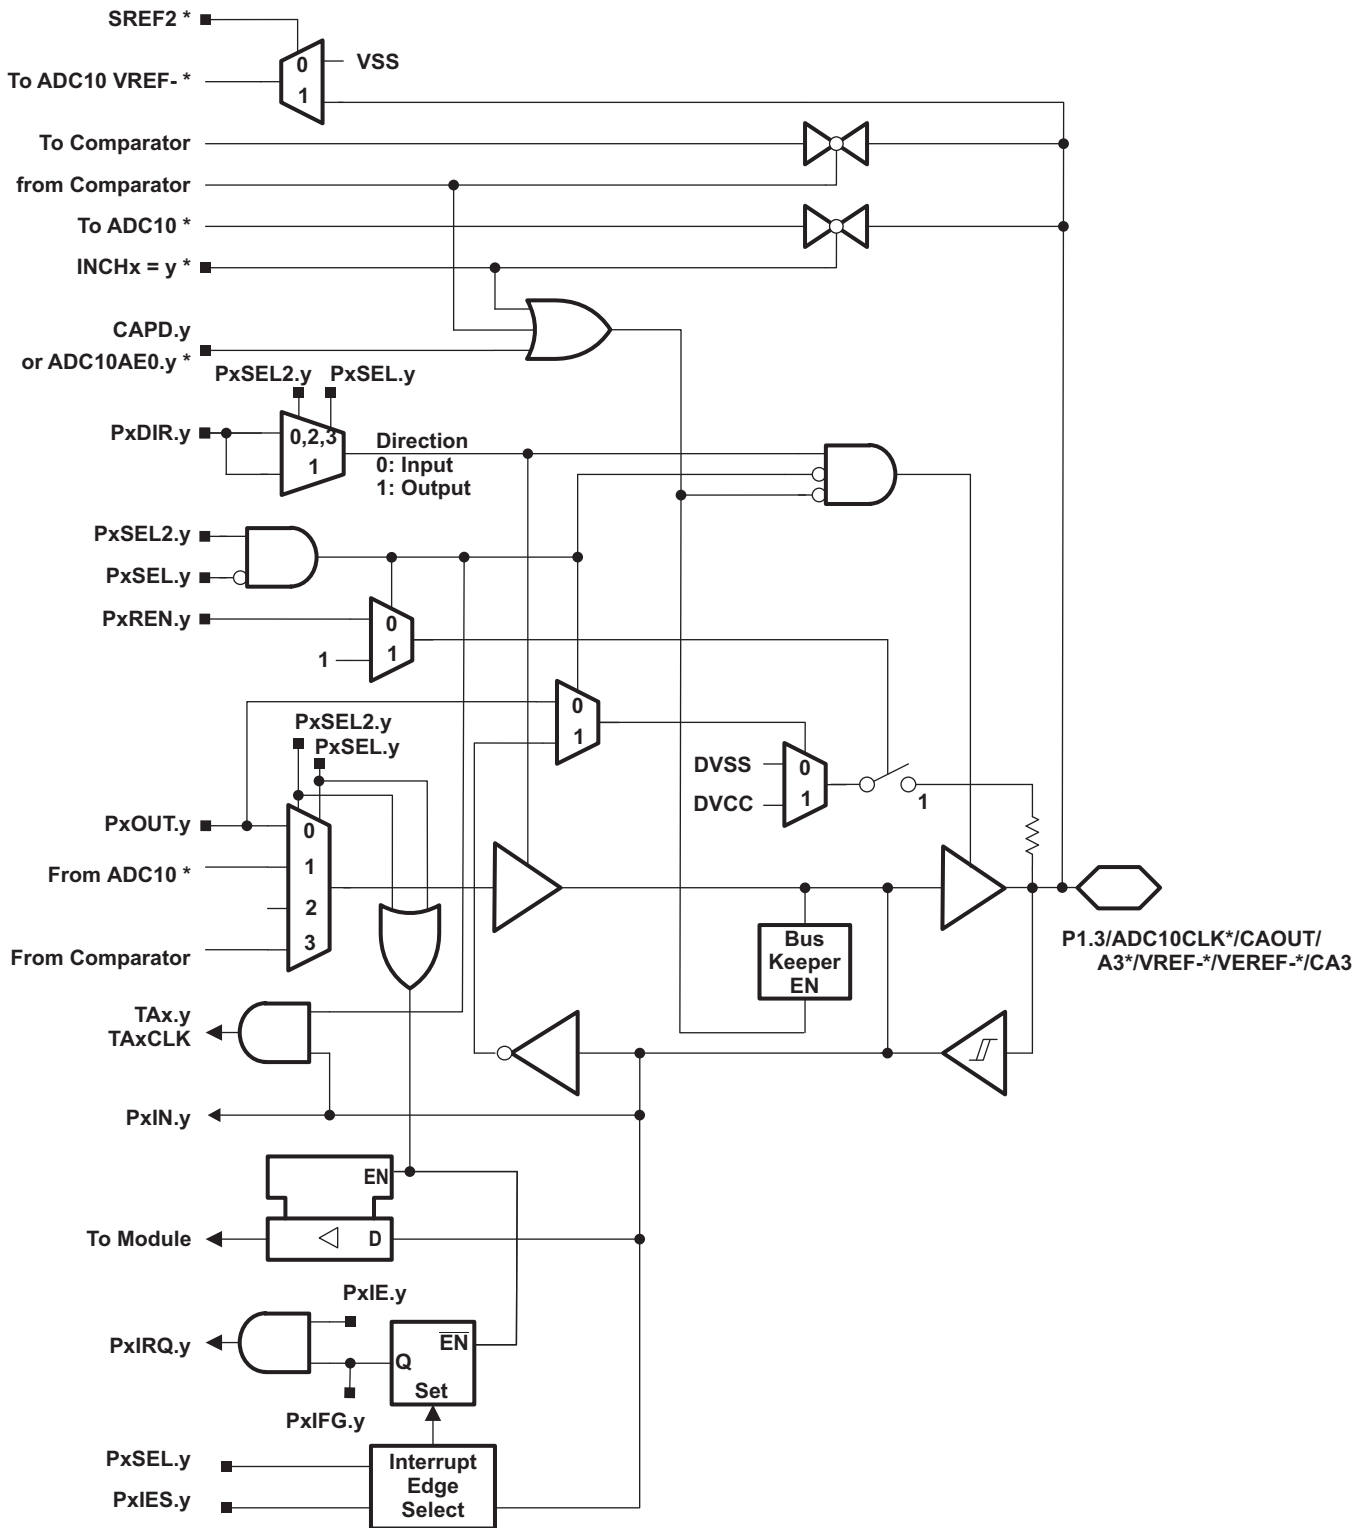 SREF2 *
0
VSS
To ADC10 VREF- *
1
To Comparator
from Comparator
To ADC10 *
INCHx = y *
CAPD.y
or ADC10AE0.y *
PxSEL2.y
PxSEL.y
PxDIR.y
0,2,3
1
Direction
0: Input
1: Output
PxSEL2.y
PxSEL.y
PxREN.y
0
1
1
0
1
PxSEL2.y
PxSEL.y
DVSS
0
DVCC
1
1
PxOUT.y
0
From ADC10 *
1
2
3
From Comparator
Bus
Keeper
EN
P1.3/ADC10CLK*/CAOUT/
A3*/VREF-*/VEREF-*/CA3
TAx.y
TAxCLK
PxIN.y
EN
To Module
D
PxIE.y
PxIRQ.y
EN
Q
Set
PxIFG.y
PxSEL.y
PxIES.y
Interrupt
Edge
Select